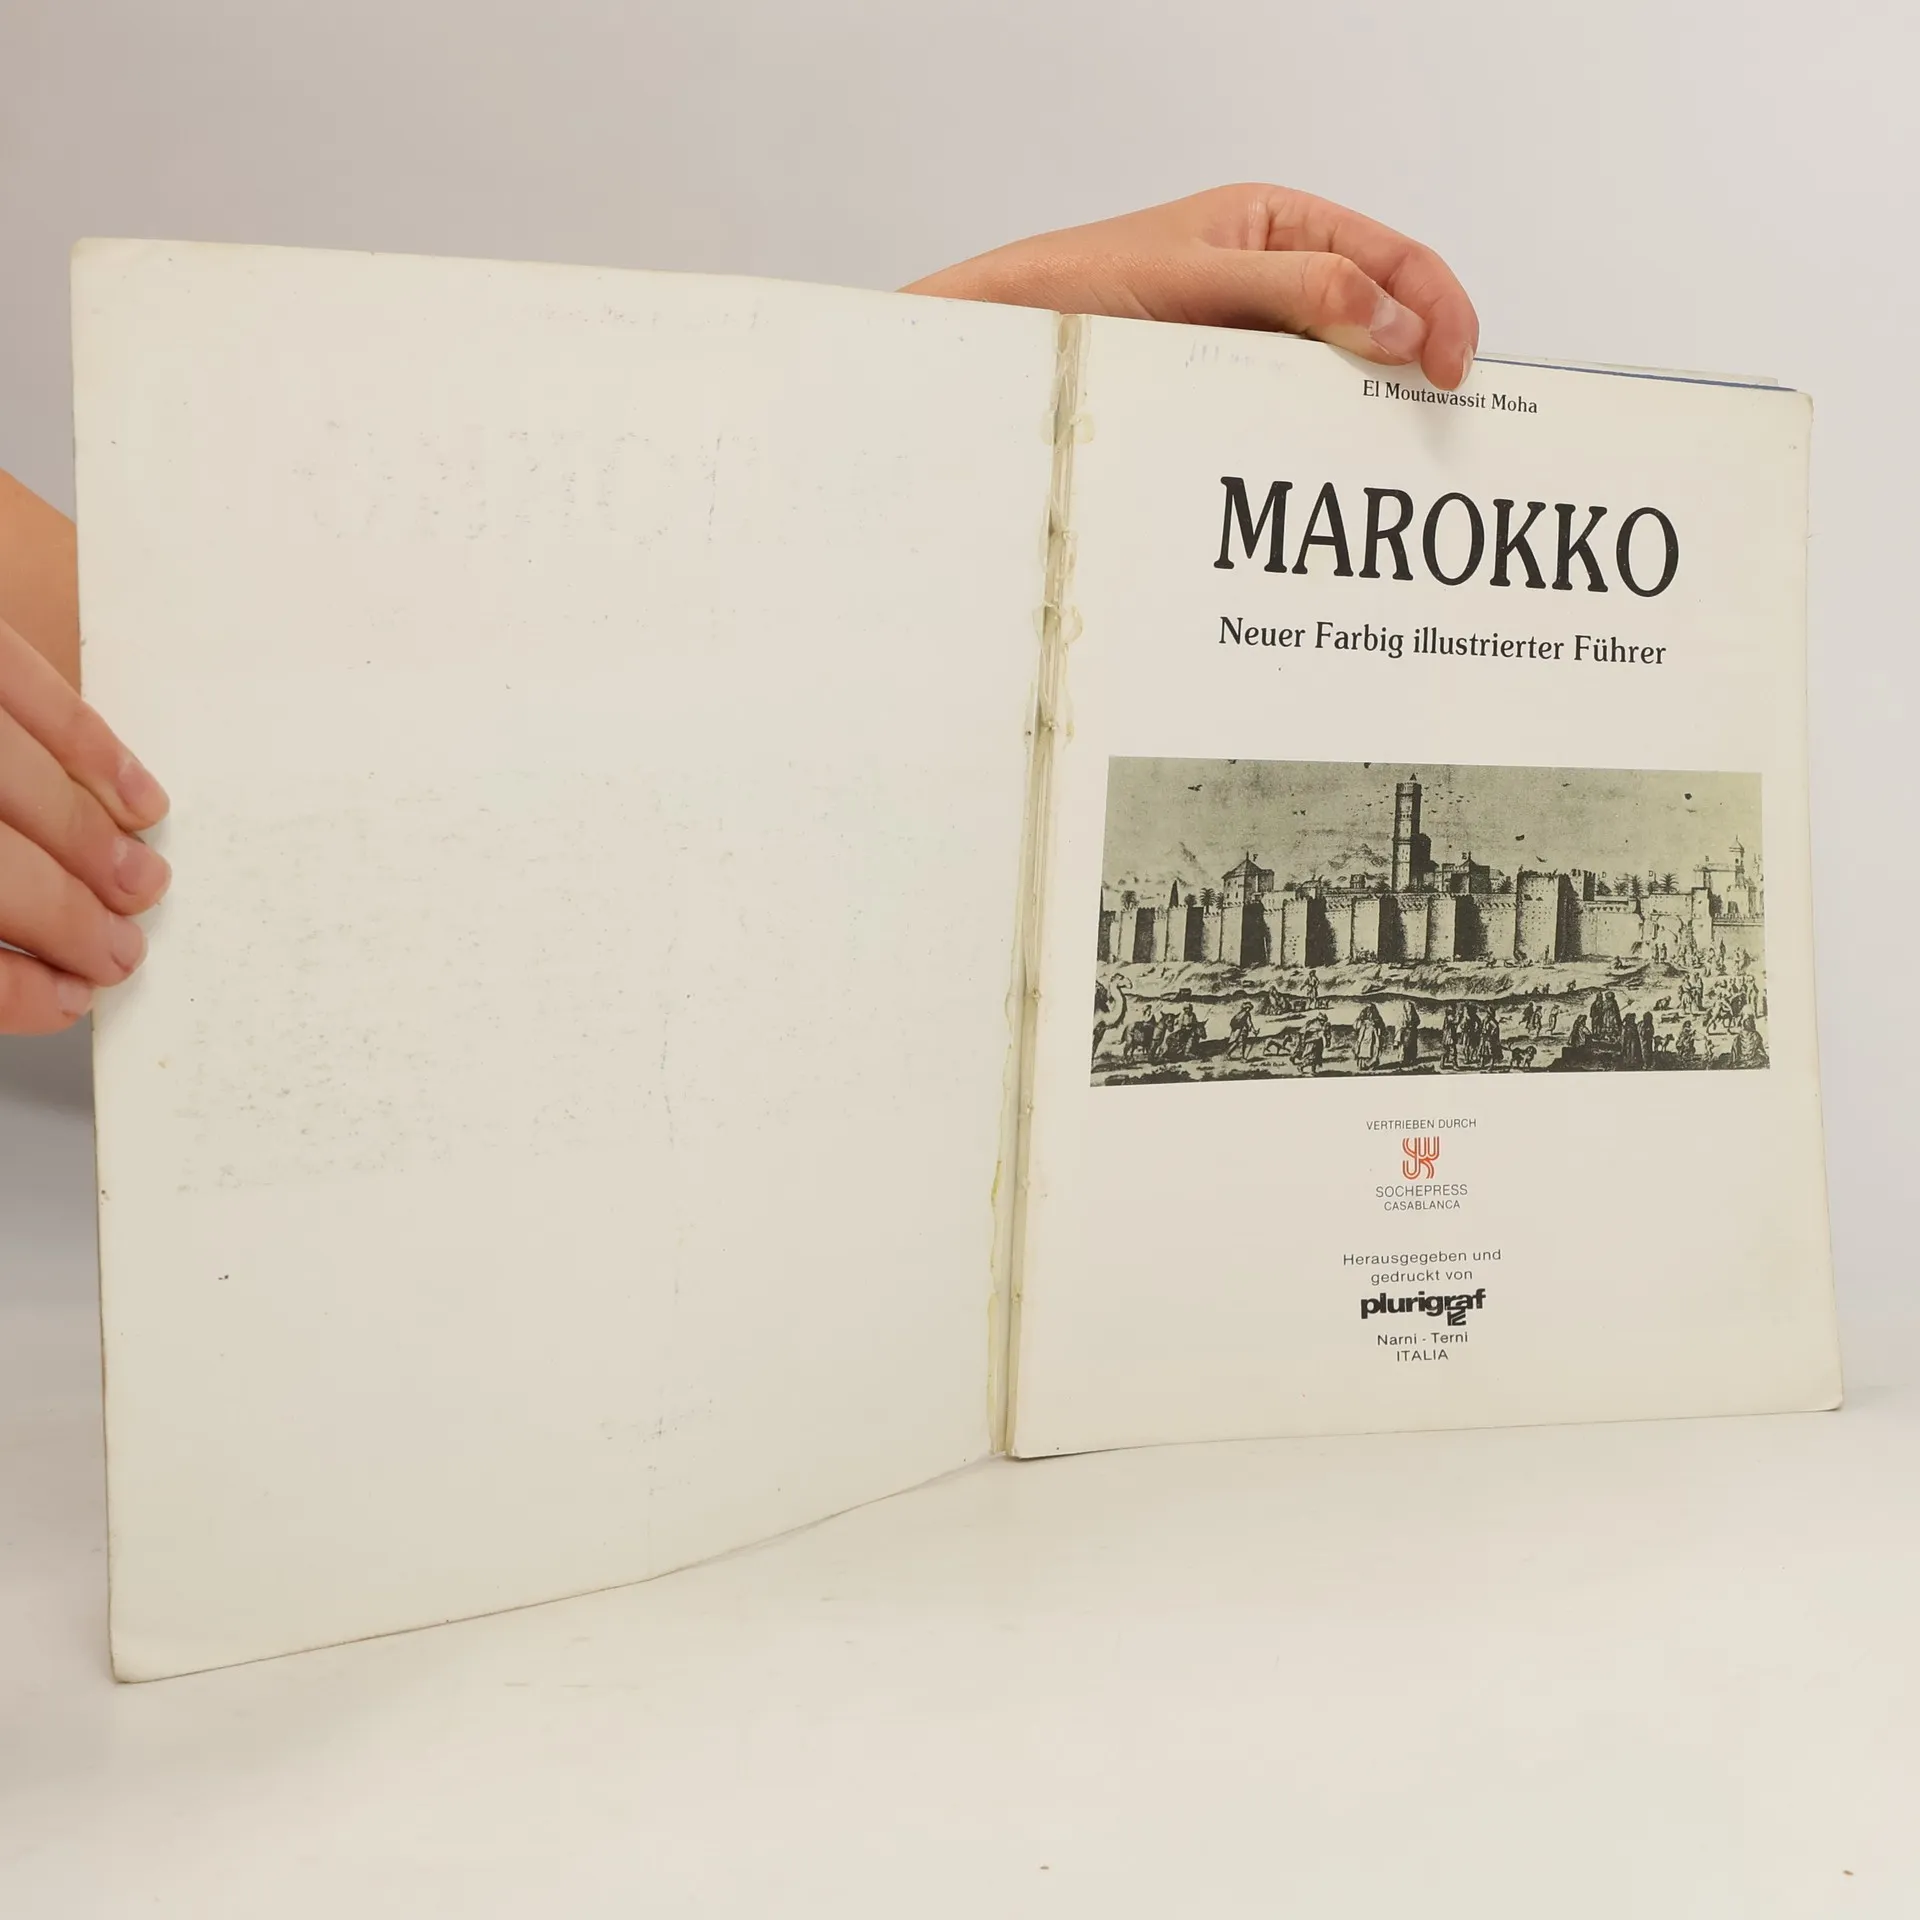 El Moutawassit Moha
MAROKKO
Neuer Farbig illustrierter Führer
VERTRIEBEN DURCH
SOCHEPRESS
CASABLANCA
Herausgegeben und
gedruckt von
plurigraf
Narni - Terni
ITALIA